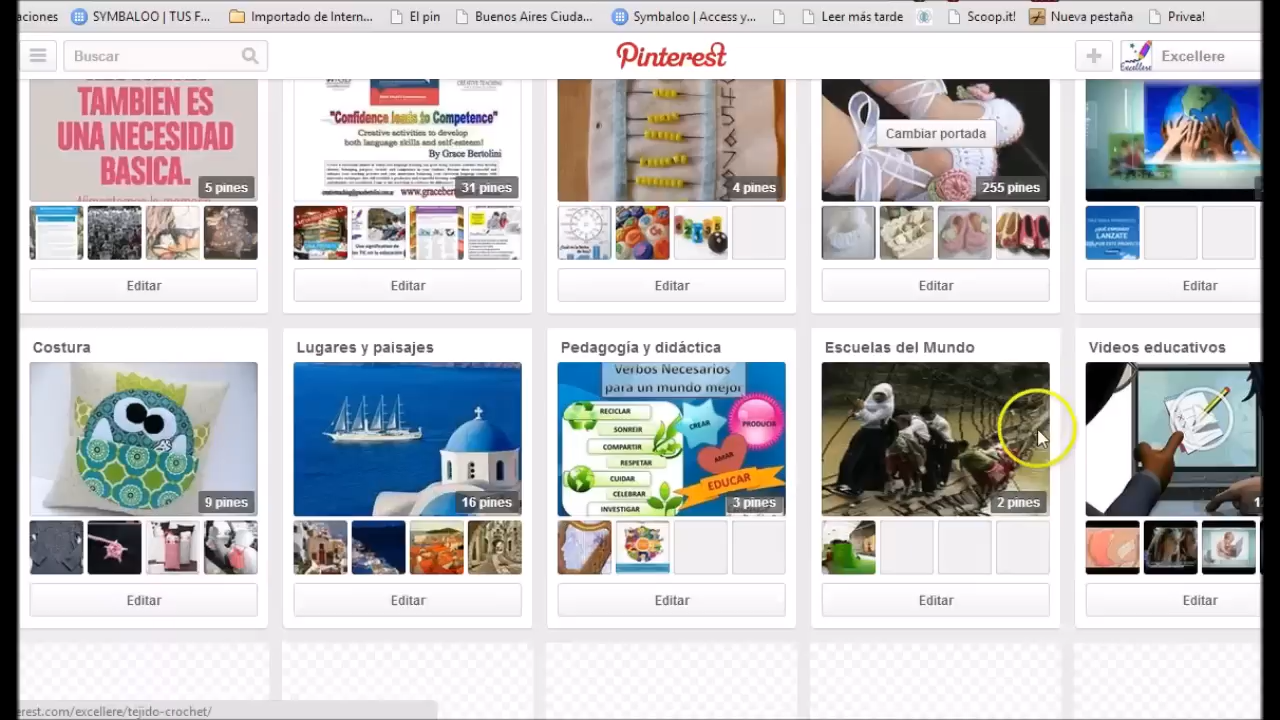 aciones SYMBALOO | TUS F... Importado de Intern... El pin Buenos Aires Ciuda... Symbaloo | Access y... Leer más tarde Scoop.it! Nueva pestaña Privea!
Buscar Pinterest Excellere
TAMBIEN ES
UNA NECESIDAD
BASICA.
5 pines
"Confidence leads to Competence"
Creative activities to develop
both language skills and self-esteem!
By Grace Bertolini
31 pines
4 pines
Cambiar portada
255 pines
Editar Editar Editar Editar Editar
Costura Lugares y paisajes Pedagogía y didáctica Escuelas del Mundo Videos educativos
9 pines
16 pines
Verbos Necesarios
para un mundo mejor
RECICLAR
SONREIR
COMPARTIR
RESPETAR
CUIDAR
CELEBRAR
INVESTIGAR
CREAR
PRODUCIR
AMAR
EDUCAR
3 pines
2 pines
Editar Editar Editar Editar Editar
erest.com/excellere/tejido-crochet/